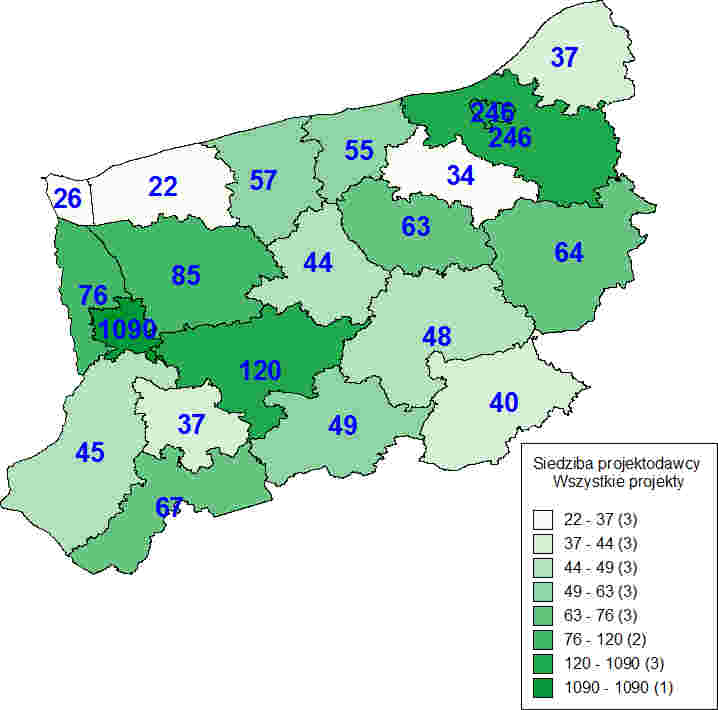 37
246
246
55
34
57
22
26
63
64
44
85
76
1090
48
120
40
37
49
45
67
Siedziba projektodawcy
Wszystkie projekty
22 - 37 (3)
37 - 44 (3)
44 - 49 (3)
49 - 63 (3)
63 - 76 (3)
76 - 120 (2)
120 - 1090 (3)
1090 - 1090 (1)